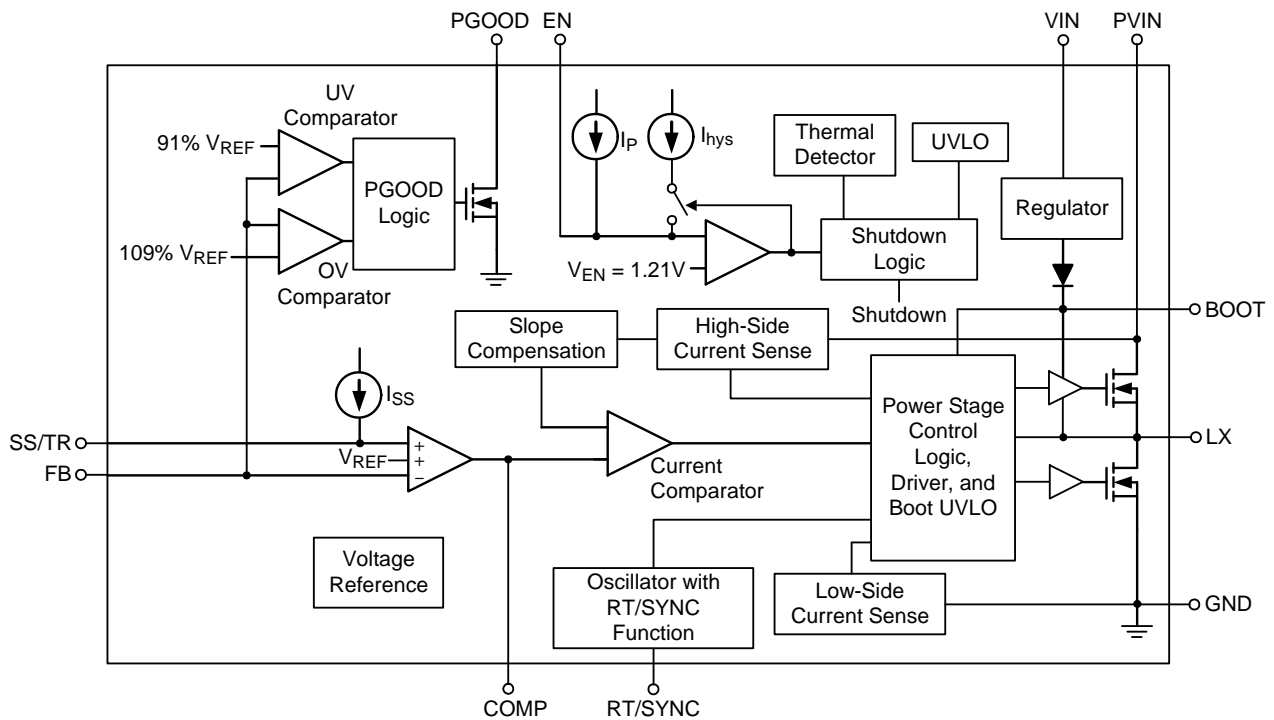 PGOOD
EN
VIN
PVIN
UV
Comparator
91% VREF
PGOOD
Logic
109% VREF
OV
Comparator
IP
Ihys
Thermal
Detector
UVLO
Regulator
Shutdown
Logic
VEN = 1.21V
Shutdown
BOOT
Slope
Compensation
High-Side
Current Sense
ISS
Power Stage
Control
Logic,
Driver, and
Boot UVLO
SS/TR
+
VREF
+
FB
−
Current
Comparator
LX
Voltage
Reference
Oscillator with
RT/SYNC
Function
Low-Side
Current Sense
GND
COMP
RT/SYNC